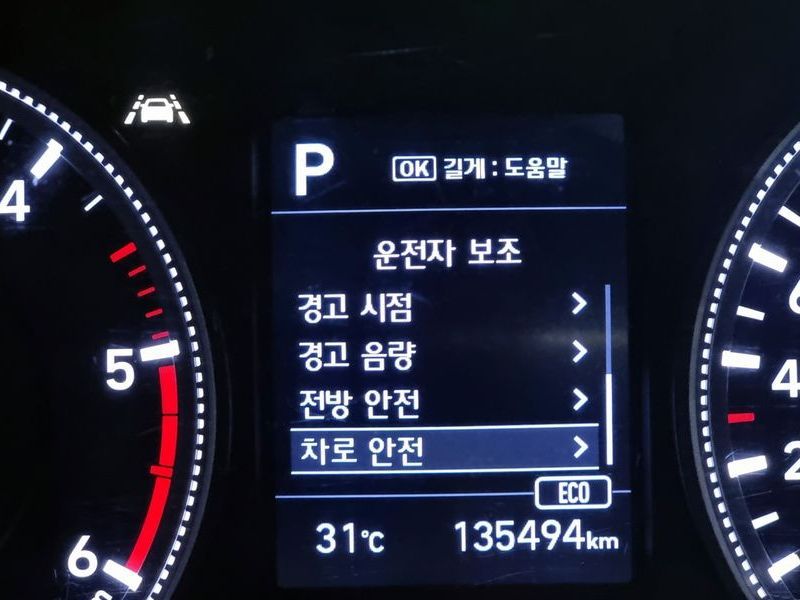 P
OK 길게 : 도움말
운전자 보조
경고 시점
경고 음량
전방 안전
차로 안전
ECO
31℃
135494km
4
5
6
4
2